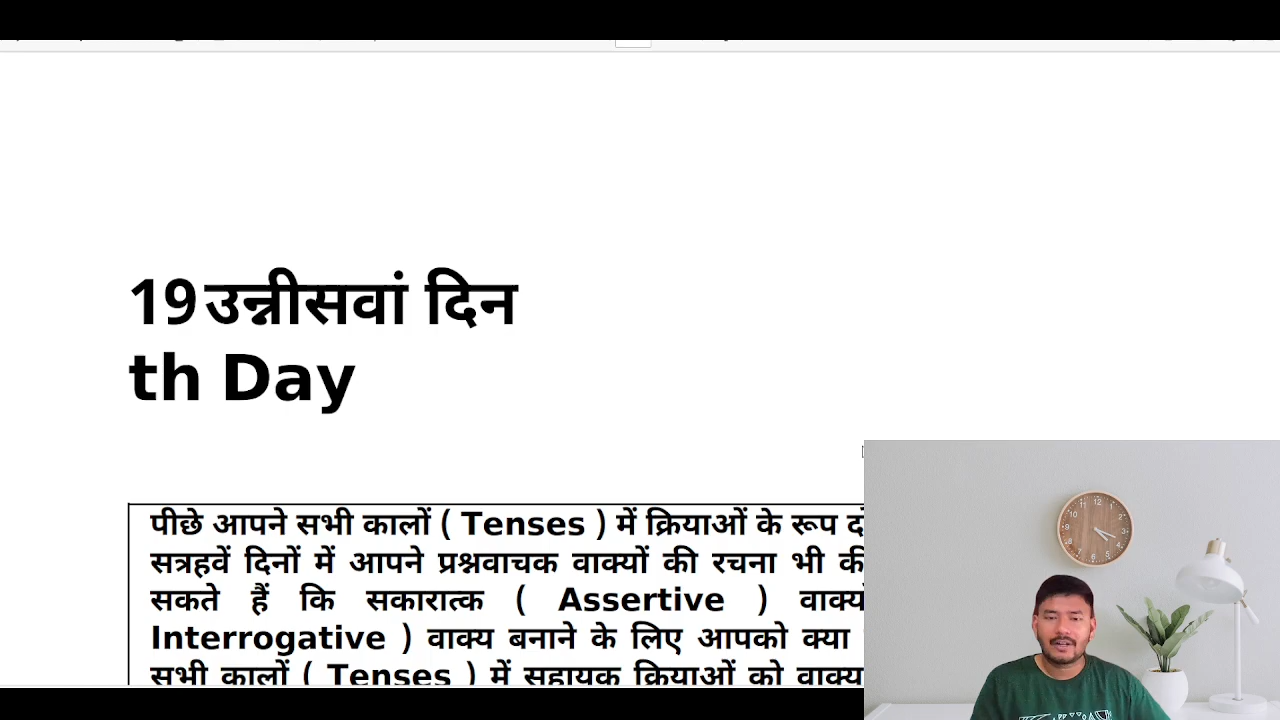 19 उन्नीसवां दिन
th Day
पीछे आपने सभी कालों ( Tenses ) में क्रियाओं के रूप
सत्रहवें दिनों में आपने प्रश्नवाचक वाक्यों की रचना भी
सकते हैं कि सकारात्क ( Assertive )
Interrogative ) वाक्य बनाने के लिए आपको क्या
सभी कालों ( Tenses ) में सहायक क्रियाओं को